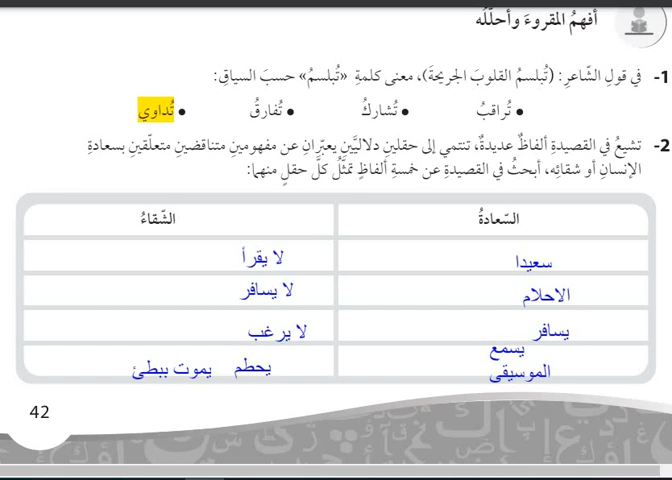 أفهمُ المقروءَ وأحلّلُه
1- في قولِ الشّاعرِ: (تُبلسمُ القلوبَ الجريحةَ)، معنى كلمةِ «تُبلسمُ» حسبَ السياقِ:
• تُراقبُ • تُشاركُ • تُفارقُ • تُداوي
2- تشيعُ في القصيدةِ ألفاظٌ عديدةٌ، تنتمي إلى حقلينِ دلاليَّينِ يعبّرانِ عن مفهومينِ متناقضينِ متعلّقينِ بسعادةِ
الإنسانِ أو شقائِه، أبحثُ في القصيدةِ عن خمسةِ ألفاظٍ تمثّلُ كلَّ حقلٍ منهما:
السّعادةُ الشّقاءُ
سعيدا لا يقرأ
الاحلام لا يسافر
يسافر لا يرغب
يسمع
الموسيقى يحطم يموت ببطئ
42